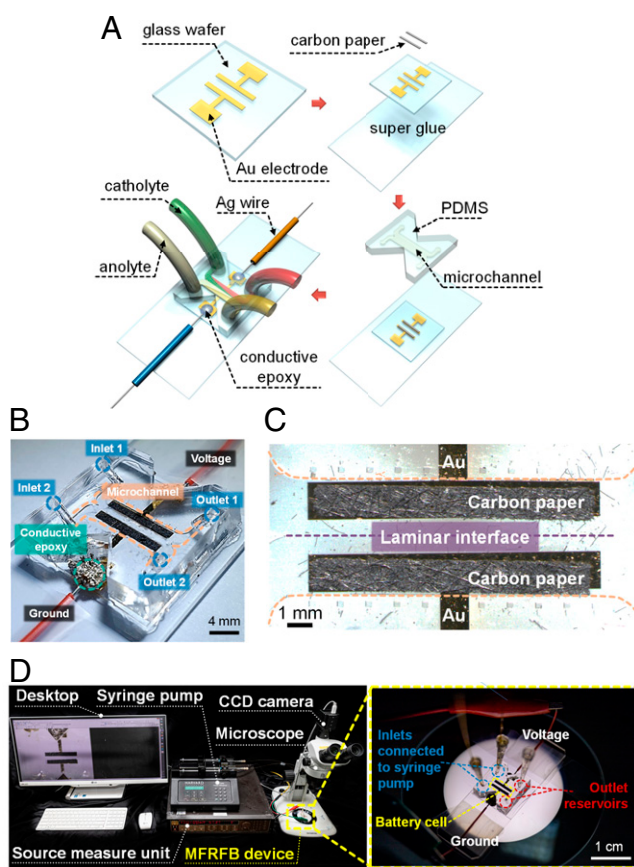 A
glass wafer
carbon paper
super glue
Au electrode
catholyte
Ag wire
PDMS
anolyte
microchannel
conductive
epoxy
B
Inlet 1
Voltage
Inlet 2
Microchannel
Outlet 1
Conductive
epoxy
Outlet 2
Ground
4 mm
C
Au
Carbon paper
Laminar interface
Carbon paper
1 mm
Au
D
Desktop
Syringe pump
CCD camera
Microscope
Source measure unit
MFRFB device
Inlets
connected
to syringe
pump
Voltage
Outlet
reservoirs
Battery cell
Ground
1 cm